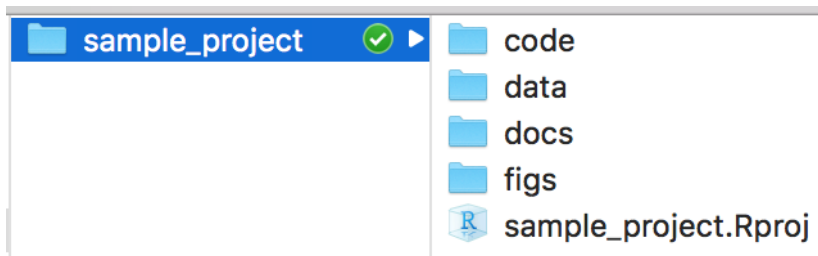 sample_project
code
data
docs
figs
sample_project.Rproj